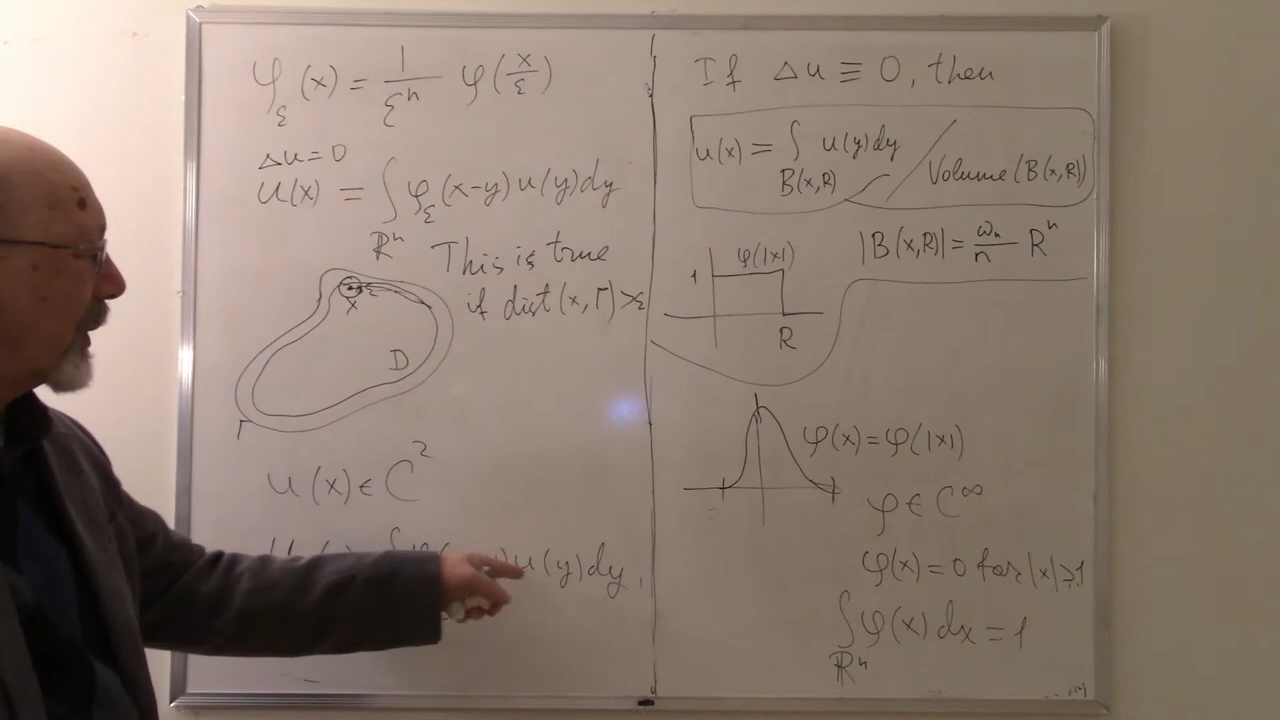 φ_ε (x) = 1/ε^n φ(x/ε)
Δu = 0
u(x) = ∫_{R^n} φ_ε (x-y) u(y) dy
This is true
if dist(x, Γ) > ε
x ε
D
Γ
u(x) ∈ C^2
u(y) dy,
If Δu ≡ 0, then
u(x) = ∫_{B(x,R)} u(y) dy / Volume(B(x,R))
|B(x,R)| = ω_n/n R^n
φ(|x|)
1
R
φ(x) = φ(|x|)
φ ∈ C^∞
φ(x) = 0 for |x| ≥ 1
∫_{R^n} φ(x) dx = 1